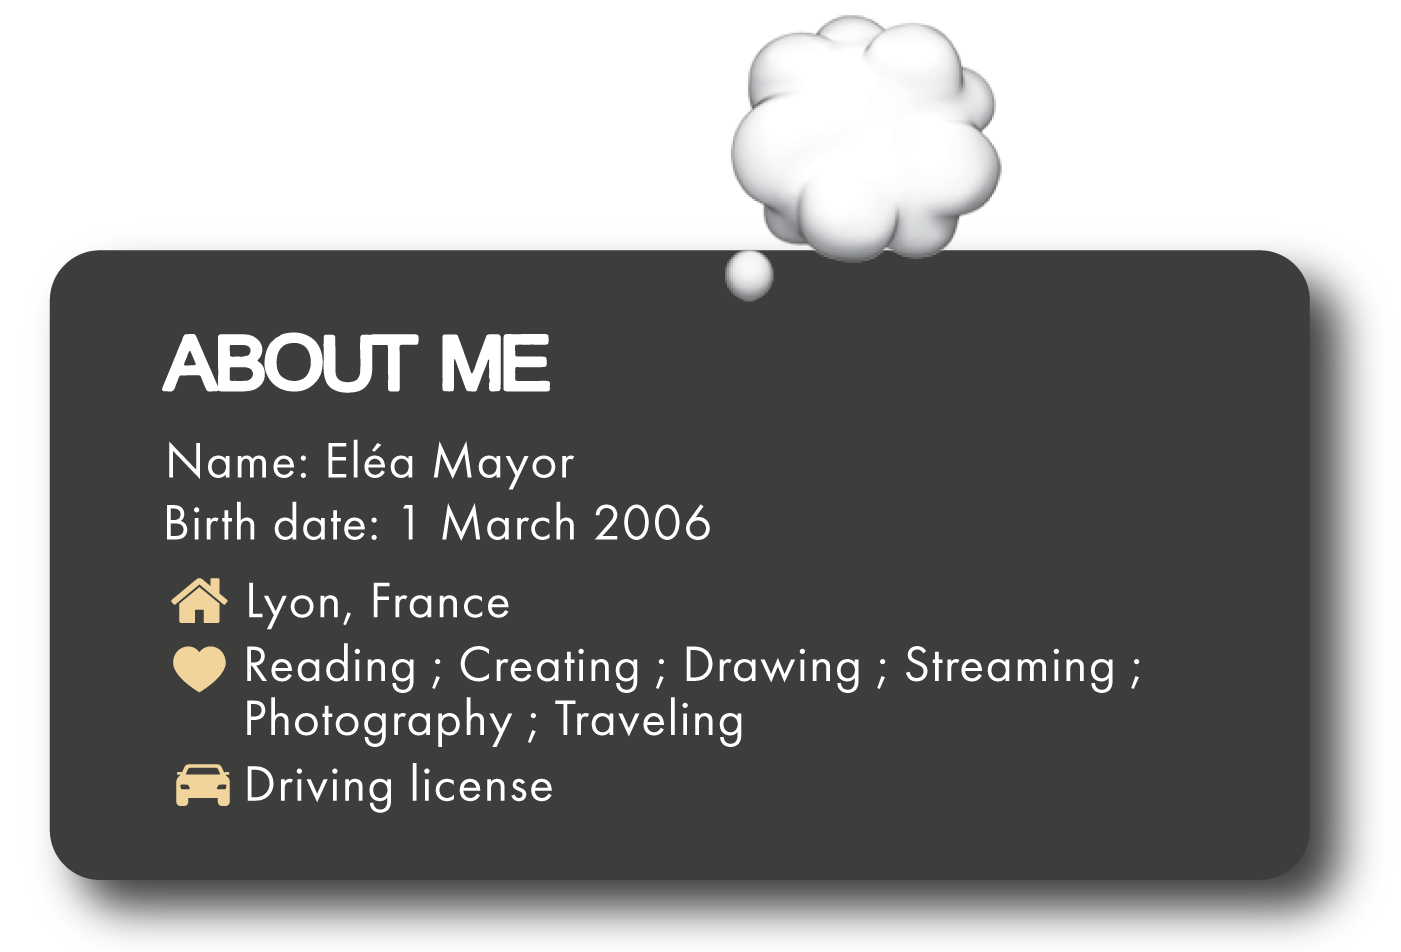 ABOUT ME
Name: Eléa Mayor
Birth date: 1 March 2006
Lyon, France
Reading ; Creating ; Drawing ; Streaming ;
Photography ; Traveling
Driving license